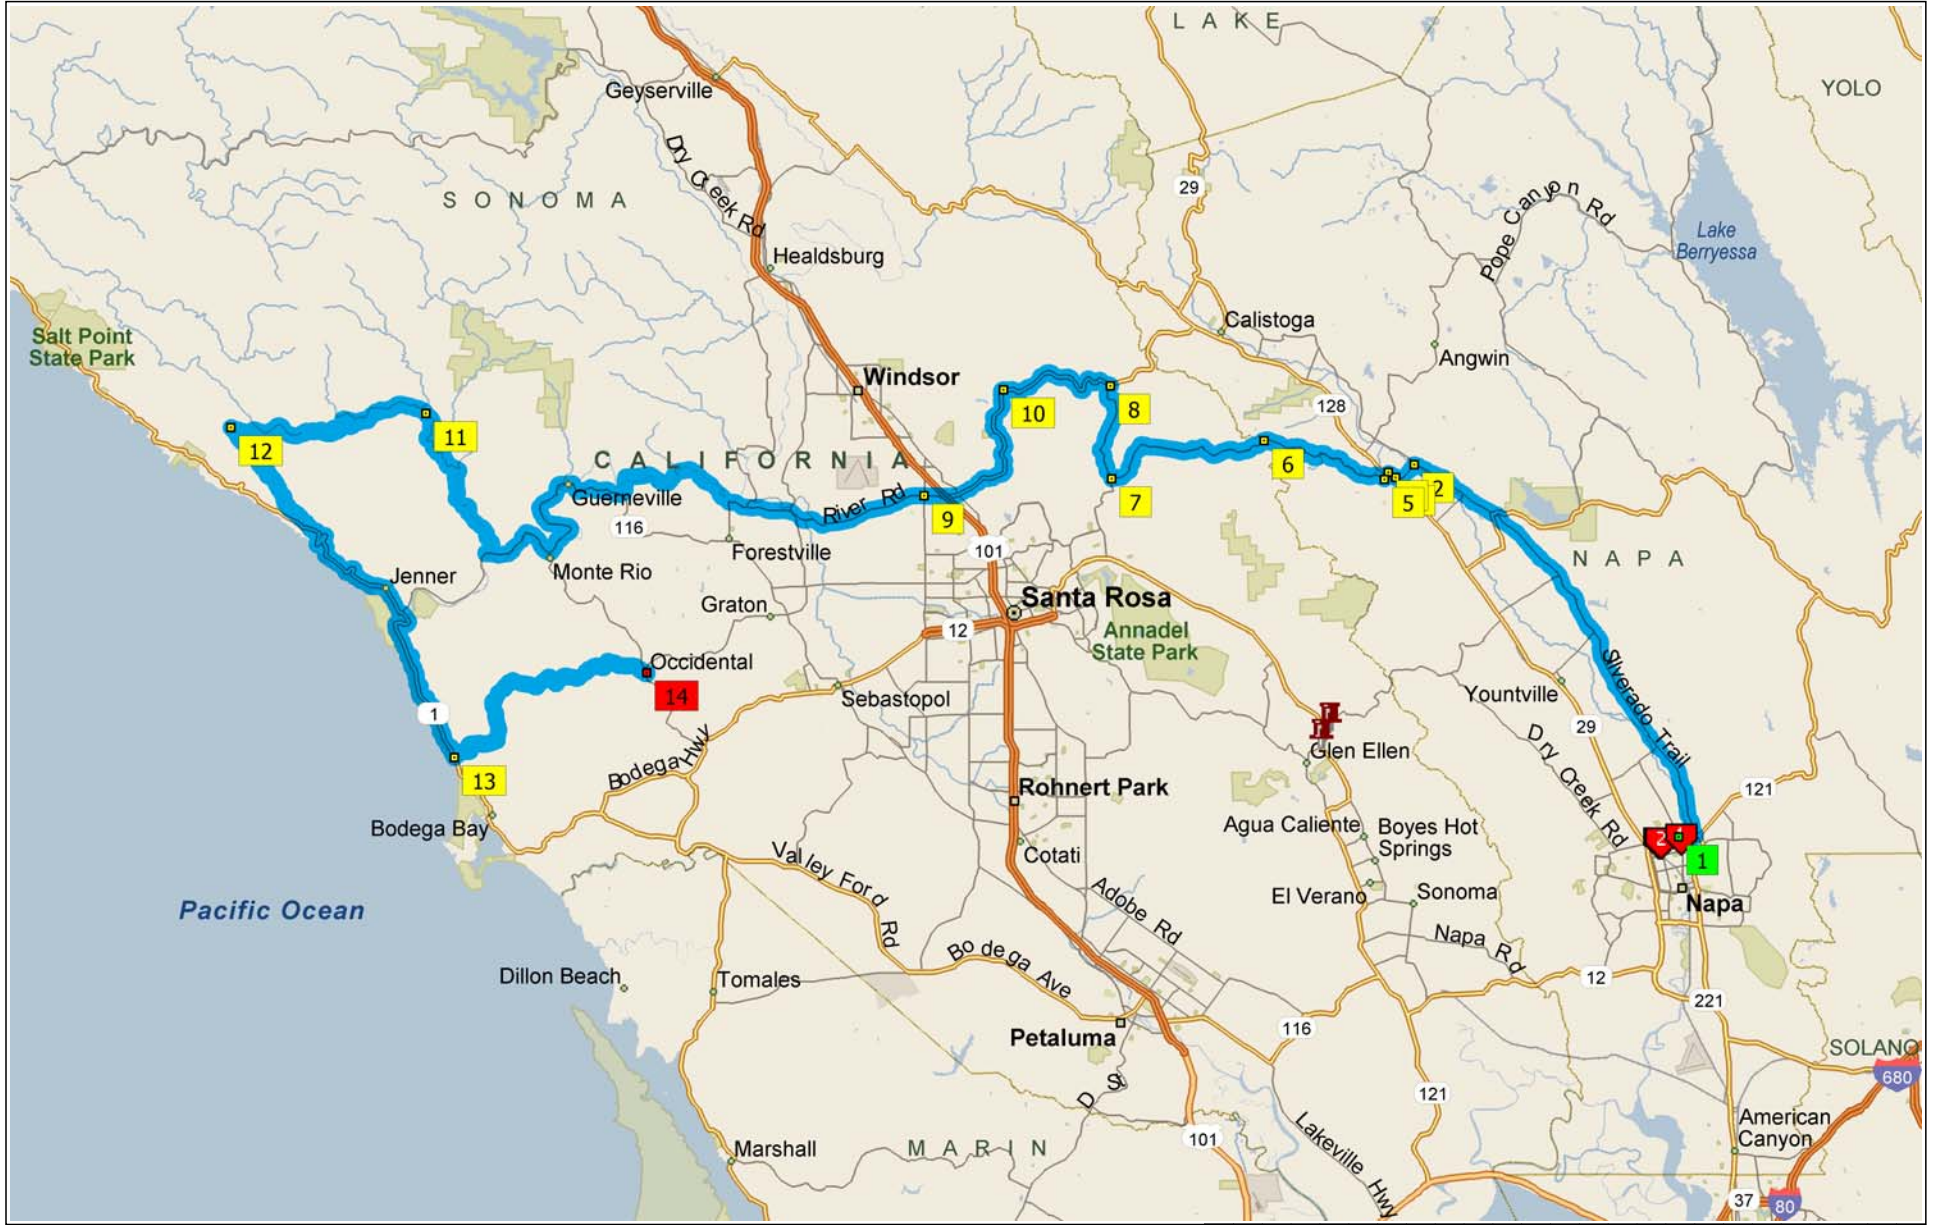 L A K E
YOLO
Geyserville
Dry Creek Rd
29
S O N O M A
Pope Canyon Rd
Lake
Berryessa
Healdsburg
Salt Point
State Park
Calistoga
Angwin
Windsor
128
10
8
11
12
C A L I F O R N I A
6
2
5
7
Guerneville
River Rd
9
116
Forestville
101
N A P A
Jenner
Monte Rio
Graton
Santa Rosa
12
Annadel
State Park
Silverado Trail
Occidental
14
Sebastopol
Yountville
1
29
Glen Ellen
Dry Creek Rd
Bodega Hwy
13
Rohnert Park
121
Bodega Bay
Agua Caliente
Boyes Hot
Springs
2
1
Cotati
Valley Ford Rd
El Verano
Sonoma
Napa
Adobe Rd
Pacific Ocean
Napa Rd
Bodega Ave
Dillon Beach
Tomales
12
221
116
Petaluma
SOLANO
680
D St
121
American
Canyon
Lakeville Hwy
101
Marshall
M A R I N
37
80